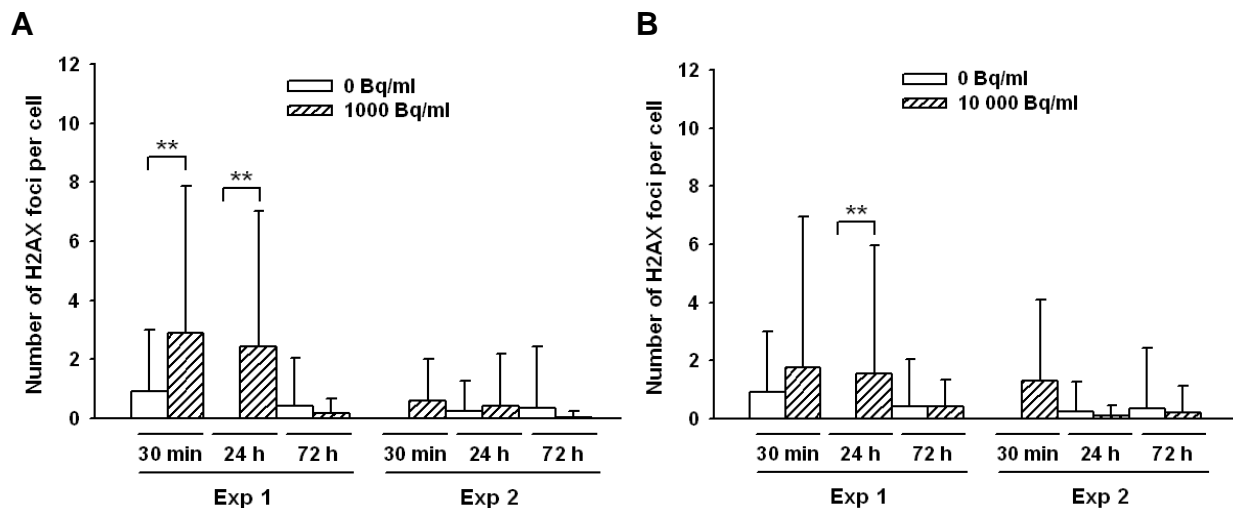 A
Number of H2AX foci per cell
12
10
8
6
4
2
0
0 Bq/ml
1000 Bq/ml
**
**
30 min 24 h 72 h 30 min 24 h 72 h
Exp 1 Exp 2
B
Number of H2AX foci per cell
12
10
8
6
4
2
0
0 Bq/ml
10 000 Bq/ml
**
30 min 24 h 72 h 30 min 24 h 72 h
Exp 1 Exp 2